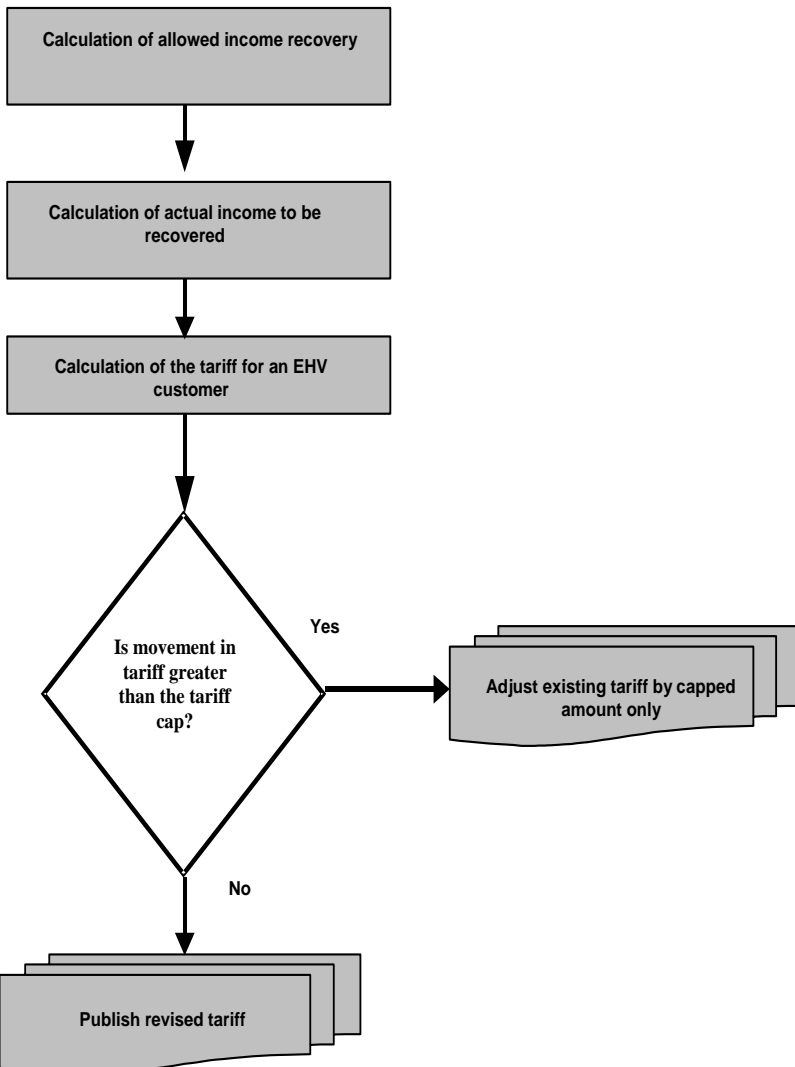 Calculation of allowed income recovery
Calculation of actual income to be
recovered
Calculation of the tariff for an EHV
customer
Is movement in
tariff greater
than the tariff
cap?
Yes
Adjust existing tariff by capped
amount only
No
Publish revised tariff